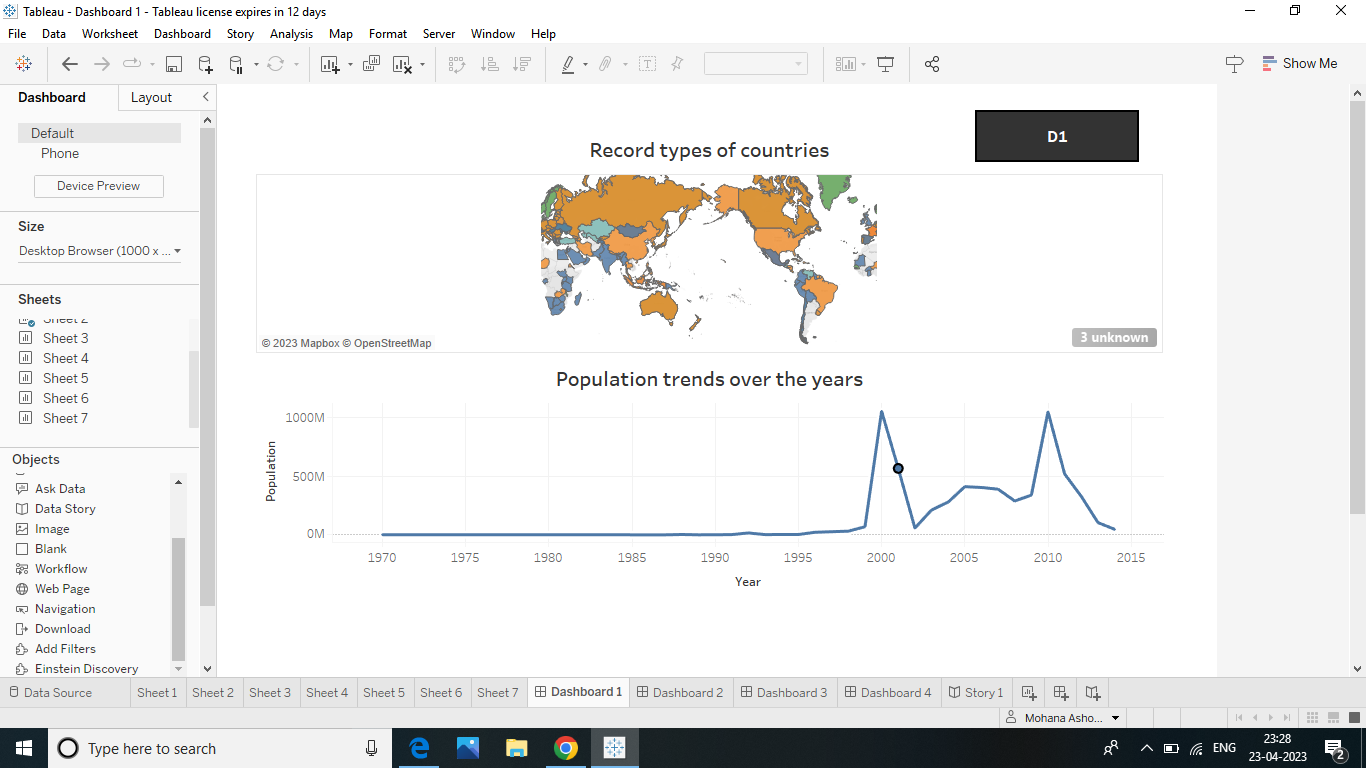 Tableau - Dashboard 1 - Tableau license expires in 12 days
File Data Worksheet Dashboard Story Analysis Map Format Server Window Help
Show Me
Dashboard Layout
Default
Phone
Device Preview
Size
Desktop Browser (1000 x ...
Sheets
Sheet 2
Sheet 3
Sheet 4
Sheet 5
Sheet 6
Sheet 7
Objects
Ask Data
Data Story
Image
Blank
Workflow
Web Page
Navigation
Download
Add Filters
Einstein Discovery
D1
Record types of countries
© 2023 Mapbox © OpenStreetMap
3 unknown
Population trends over the years
Population
1000M
500M
0M
1970 1975 1980 1985 1990 1995 2000 2005 2010 2015
Year
Data Source Sheet 1 Sheet 2 Sheet 3 Sheet 4 Sheet 5 Sheet 6 Sheet 7 Dashboard 1 Dashboard 2 Dashboard 3 Dashboard 4 Story 1
Mohana Asho...
Type here to search
ENG
23:28
23-04-2023
2